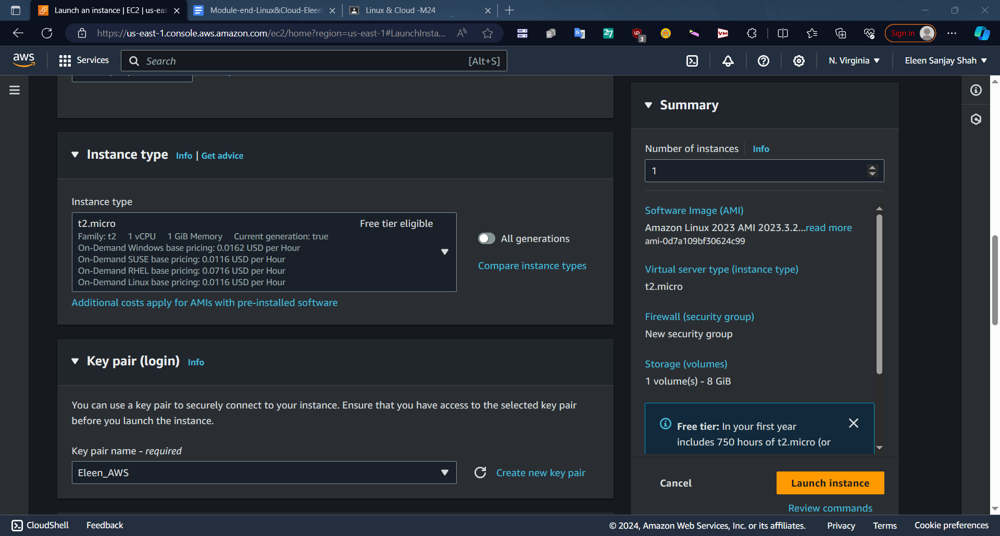 Launch an instance | EC2 | us-eas
Module-end-Linux&Cloud-Eleen
Linux & Cloud -M24
https://us-east-1.console.aws.amazon.com/ec2/home?region=us-east-1#LaunchInsta...
27
3
VM
Sign in
aws
Services
Search
[Alt+S]
N. Virginia
Eleen Sanjay Shah
Instance type
Info | Get advice
Instance type
t2.micro
Free tier eligible
Family: t2 1 vCPU 1 GiB Memory Current generation: true
On-Demand Windows base pricing: 0.0162 USD per Hour
On-Demand SUSE base pricing: 0.0116 USD per Hour
On-Demand RHEL base pricing: 0.0716 USD per Hour
On-Demand Linux base pricing: 0.0116 USD per Hour
All generations
Compare instance types
Additional costs apply for AMIs with pre-installed software
Key pair (login)
Info
You can use a key pair to securely connect to your instance. Ensure that you have access to the selected key pair
before you launch the instance.
Key pair name - required
Eleen_AWS
Create new key pair
Summary
Number of instances
Info
1
Software Image (AMI)
Amazon Linux 2023 AMI 2023.3.2...read more
ami-0d7a109bf30624c99
Virtual server type (instance type)
t2.micro
Firewall (security group)
New security group
Storage (volumes)
1 volume(s) - 8 GiB
Free tier: In your first year
includes 750 hours of t2.micro (or
Cancel
Launch instance
Review commands
CloudShell
Feedback
© 2024, Amazon Web Services, Inc. or its affiliates.
Privacy
Terms
Cookie preferences